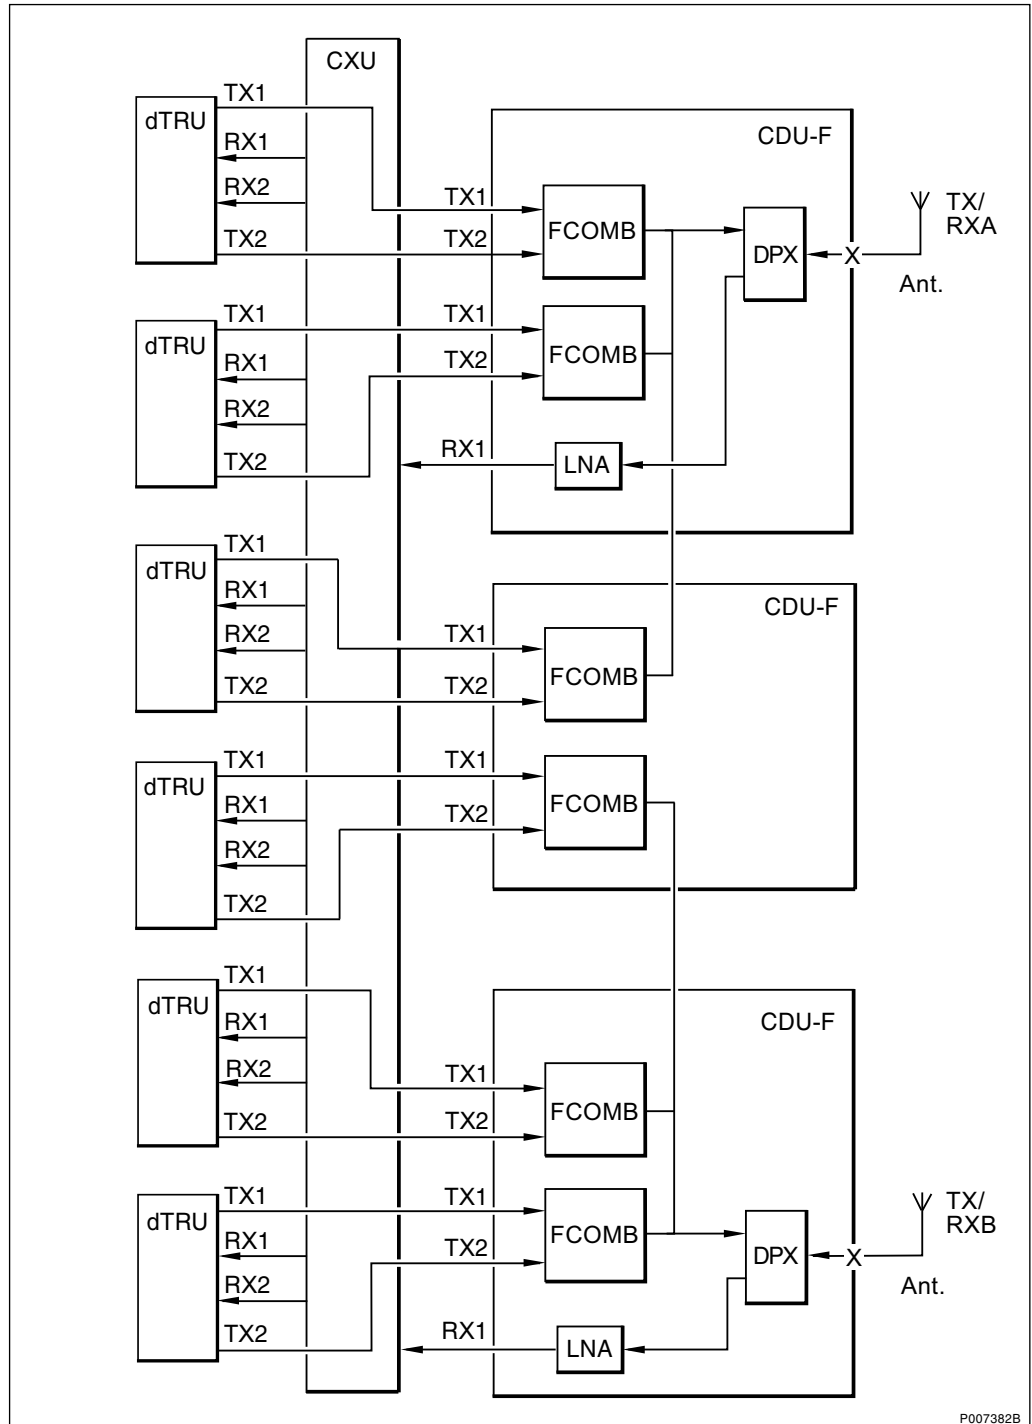 CXU
dTRU
TX1
RX1
RX2
TX2
CDU-F
TX1
TX2
FCOMB
DPX
X
TX/
RXA
Ant.
dTRU
TX1
RX1
RX2
TX2
TX1
TX2
FCOMB
RX1
LNA
dTRU
TX1
RX1
RX2
TX2
CDU-F
TX1
TX2
FCOMB
dTRU
TX1
RX1
RX2
TX2
TX1
TX2
FCOMB
dTRU
TX1
RX1
RX2
TX2
CDU-F
TX1
TX2
FCOMB
dTRU
TX1
RX1
RX2
TX2
TX1
TX2
FCOMB
DPX
X
TX/
RXB
Ant.
RX1
LNA
P007382B